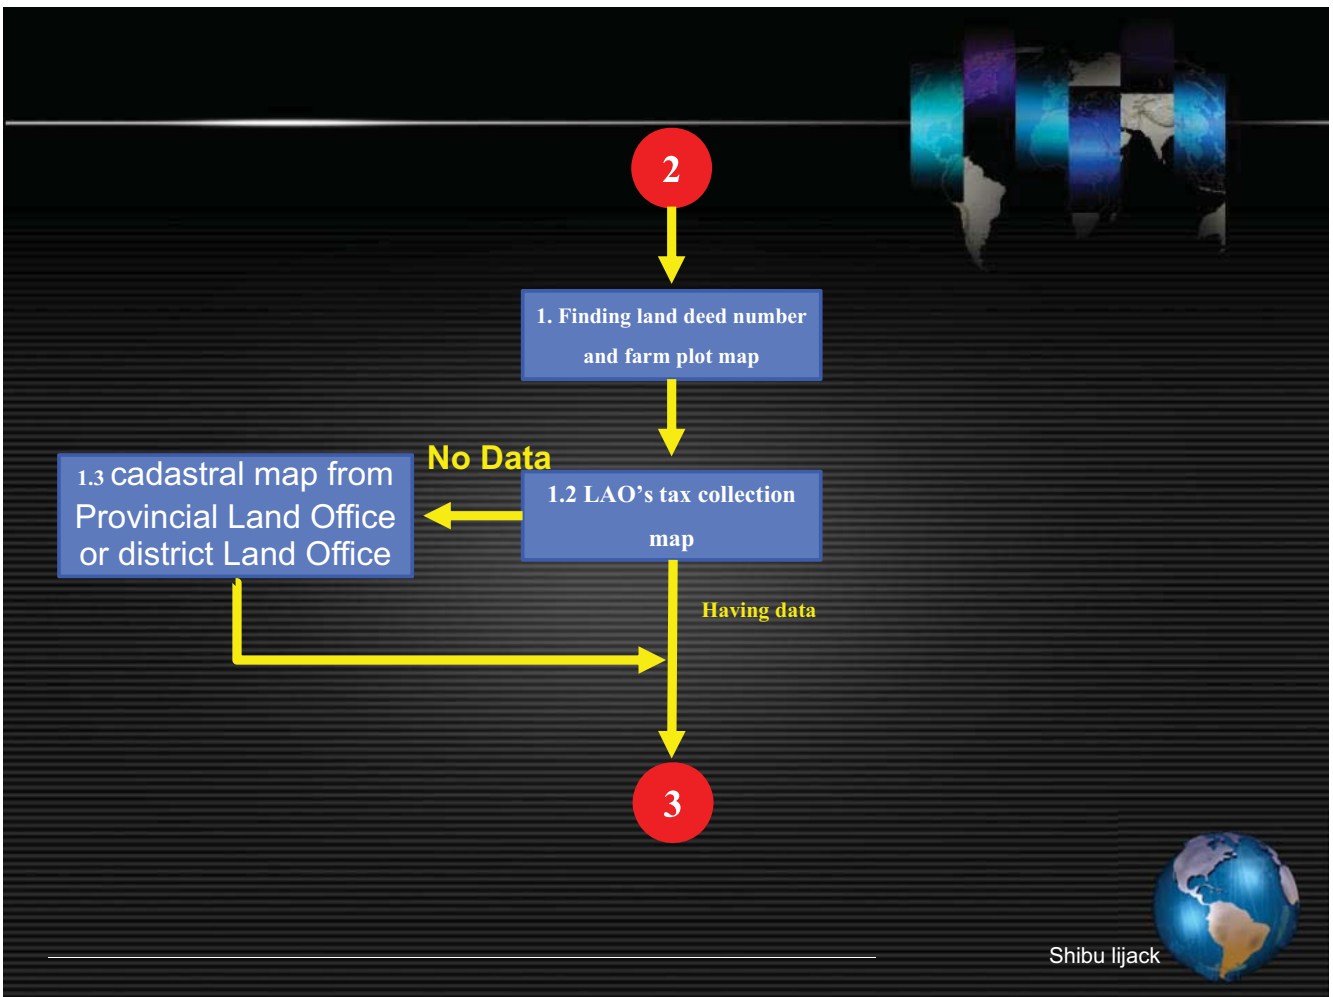 2
1. Finding land deed number
and farm plot map
No Data
1.3 cadastral map from
Provincial Land Office
or district Land Office
1.2 LAO’s tax collection
map
Having data
3
Shibu lijack